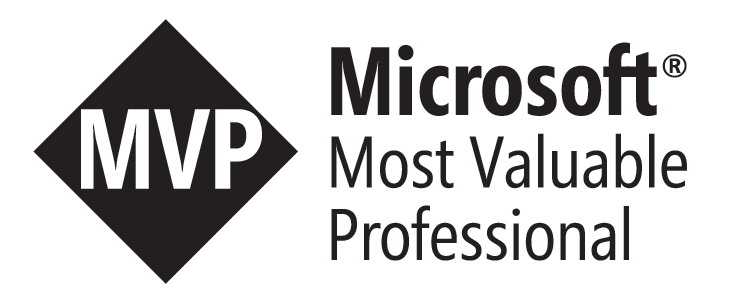 MVP
Microsoft®
Most Valuable
Professional